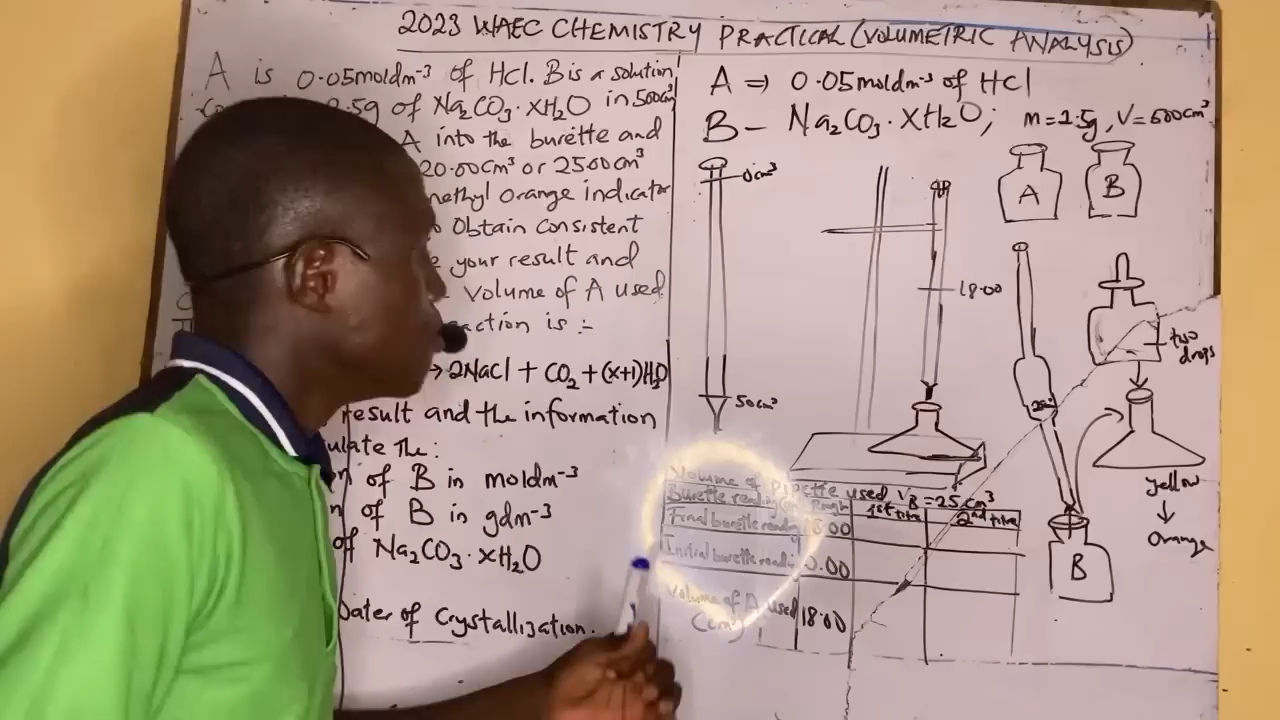 2023 WAEC CHEMISTRY PRACTICAL (VOLUMETRIC ANALYSIS)
A is 0.05moldm⁻³ of HCl. B is a solution
.5g of Na₂CO₃.XH₂O in 500cm³
A into the burette and
20.00cm³ or 25.00cm³
methyl orange indicator
Obtain consistent
your result and
Volume of A used
action is :-
→ 2NaCl + CO₂ + (x+1)H₂O
result and the information
ulate the:
of B in moldm⁻³
of B in gdm⁻³
of Na₂CO₃.xH₂O
Water of Crystallization.
A ⇒ 0.05moldm⁻³ of HCl
B - Na₂CO₃.XH₂O; m=1.5g, V=500cm³
0cm³
50cm³
18.00
A
B
two drops
25
yellow
↓
Orange
B
Volume of Pipette used V_B = 25cm³
Burette reading Rough 1st titre 2nd titre
Final burette reading 18.00
Initial burette readi 0.00
Volume of A used (cm³) 18.00